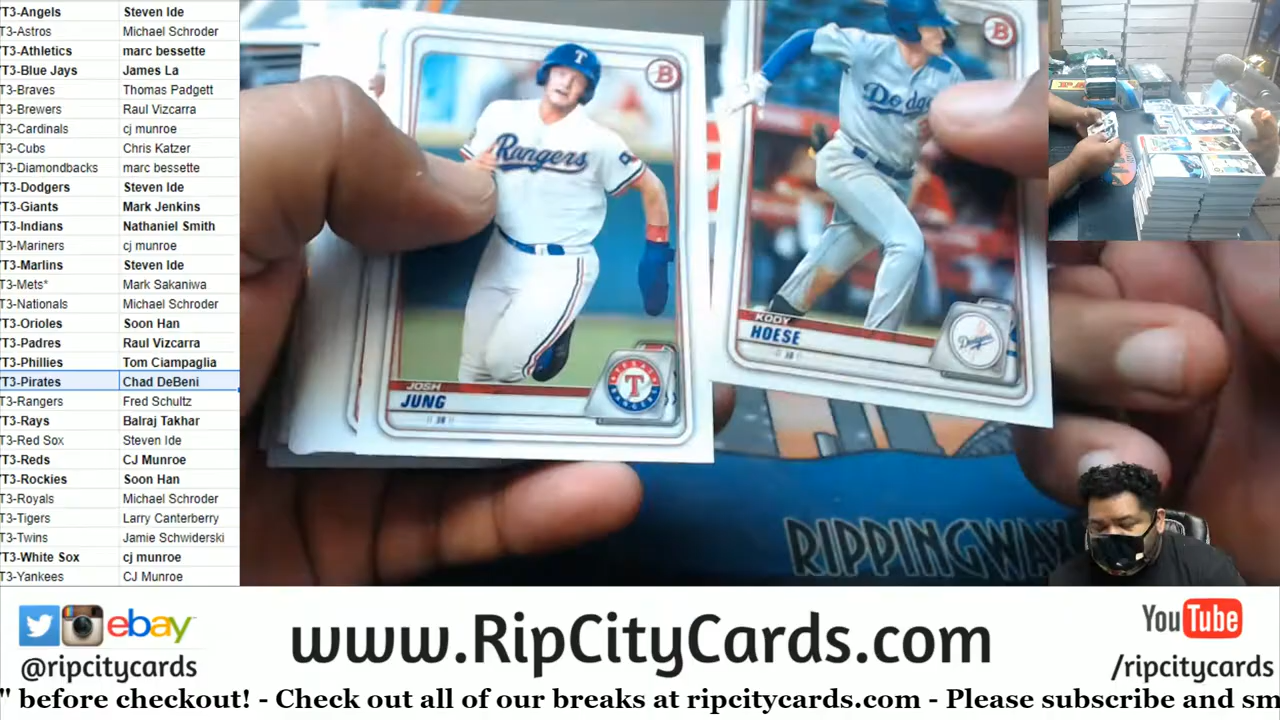 T3-Angels Steven Ide
T3-Astros Michael Schroder
T3-Athletics marc bessette
T3-Blue Jays James La
T3-Braves Thomas Padgett
T3-Brewers Raul Vizcarra
T3-Cardinals cj munroe
T3-Cubs Chris Katzer
T3-Diamondbacks marc bessette
T3-Dodgers Steven Ide
T3-Giants Mark Jenkins
T3-Indians Nathaniel Smith
T3-Mariners cj munroe
T3-Marlins Steven Ide
T3-Mets* Mark Sakaniwa
T3-Nationals Michael Schroder
T3-Orioles Soon Han
T3-Padres Raul Vizcarra
T3-Phillies Tom Ciampaglia
T3-Pirates Chad DeBeni
T3-Rangers Fred Schultz
T3-Rays Balraj Takhar
T3-Red Sox Steven Ide
T3-Reds CJ Munroe
T3-Rockies Soon Han
T3-Royals Michael Schroder
T3-Tigers Larry Canterberry
T3-Twins Jamie Schwiderski
T3-White Sox cj munroe
T3-Yankees CJ Munroe
T
B
Rangers
JOSH
JUNG
3B
TEXAS
T
RANGERS
B
Dodg
KODY
HOESE
3B
Dodgers
RIPPINGWAX
ebay
@ripcitycards
www.RipCityCards.com
YouTube
/ripcitycards
" before checkout! - Check out all of our breaks at ripcitycards.com - Please subscribe and sm